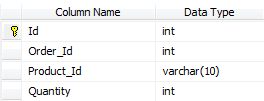 Column Name Data Type
Id int
Order_Id int
Product_Id varchar(10)
Quantity int